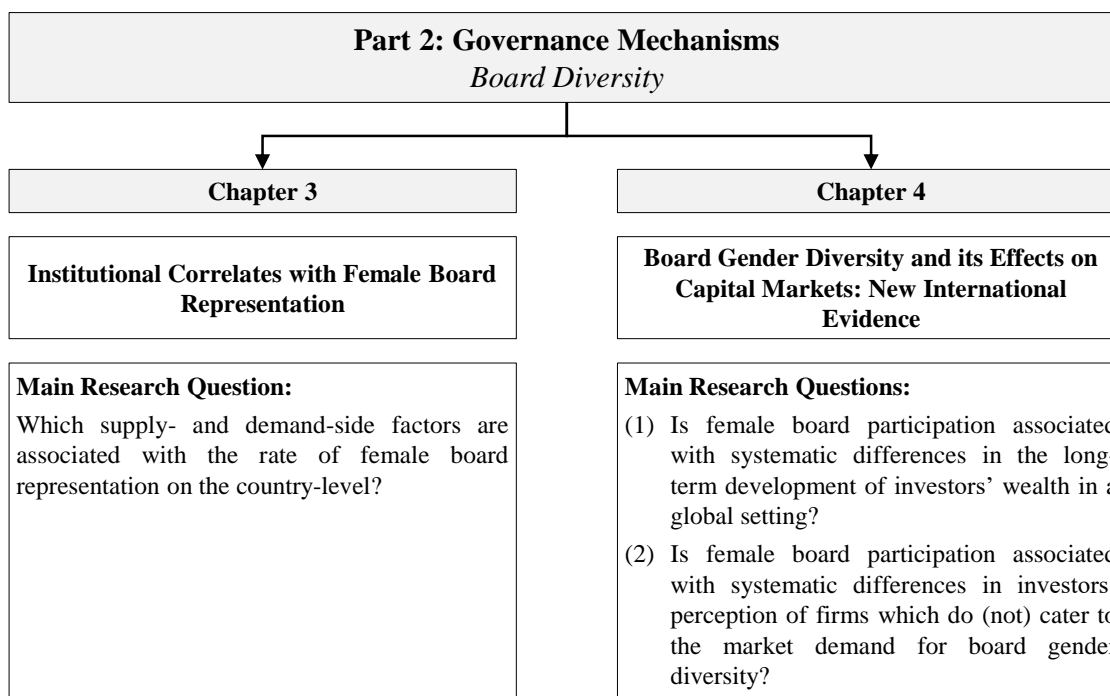 Part 2: Governance Mechanisms
Board Diversity
Chapter 3
Institutional Correlates with Female Board
Representation
Main Research Question:
Which supply- and demand-side factors are
associated with the rate of female board
representation on the country-level?
Chapter 4
Board Gender Diversity and its Effects on
Capital Markets: New International
Evidence
Main Research Questions:
(1) Is female board participation associated
with systematic differences in the long-
term development of investors’ wealth in a
global setting?
(2) Is female board participation associated
with systematic differences in investors’
perception of firms which do (not) cater to
the market demand for board gender
diversity?